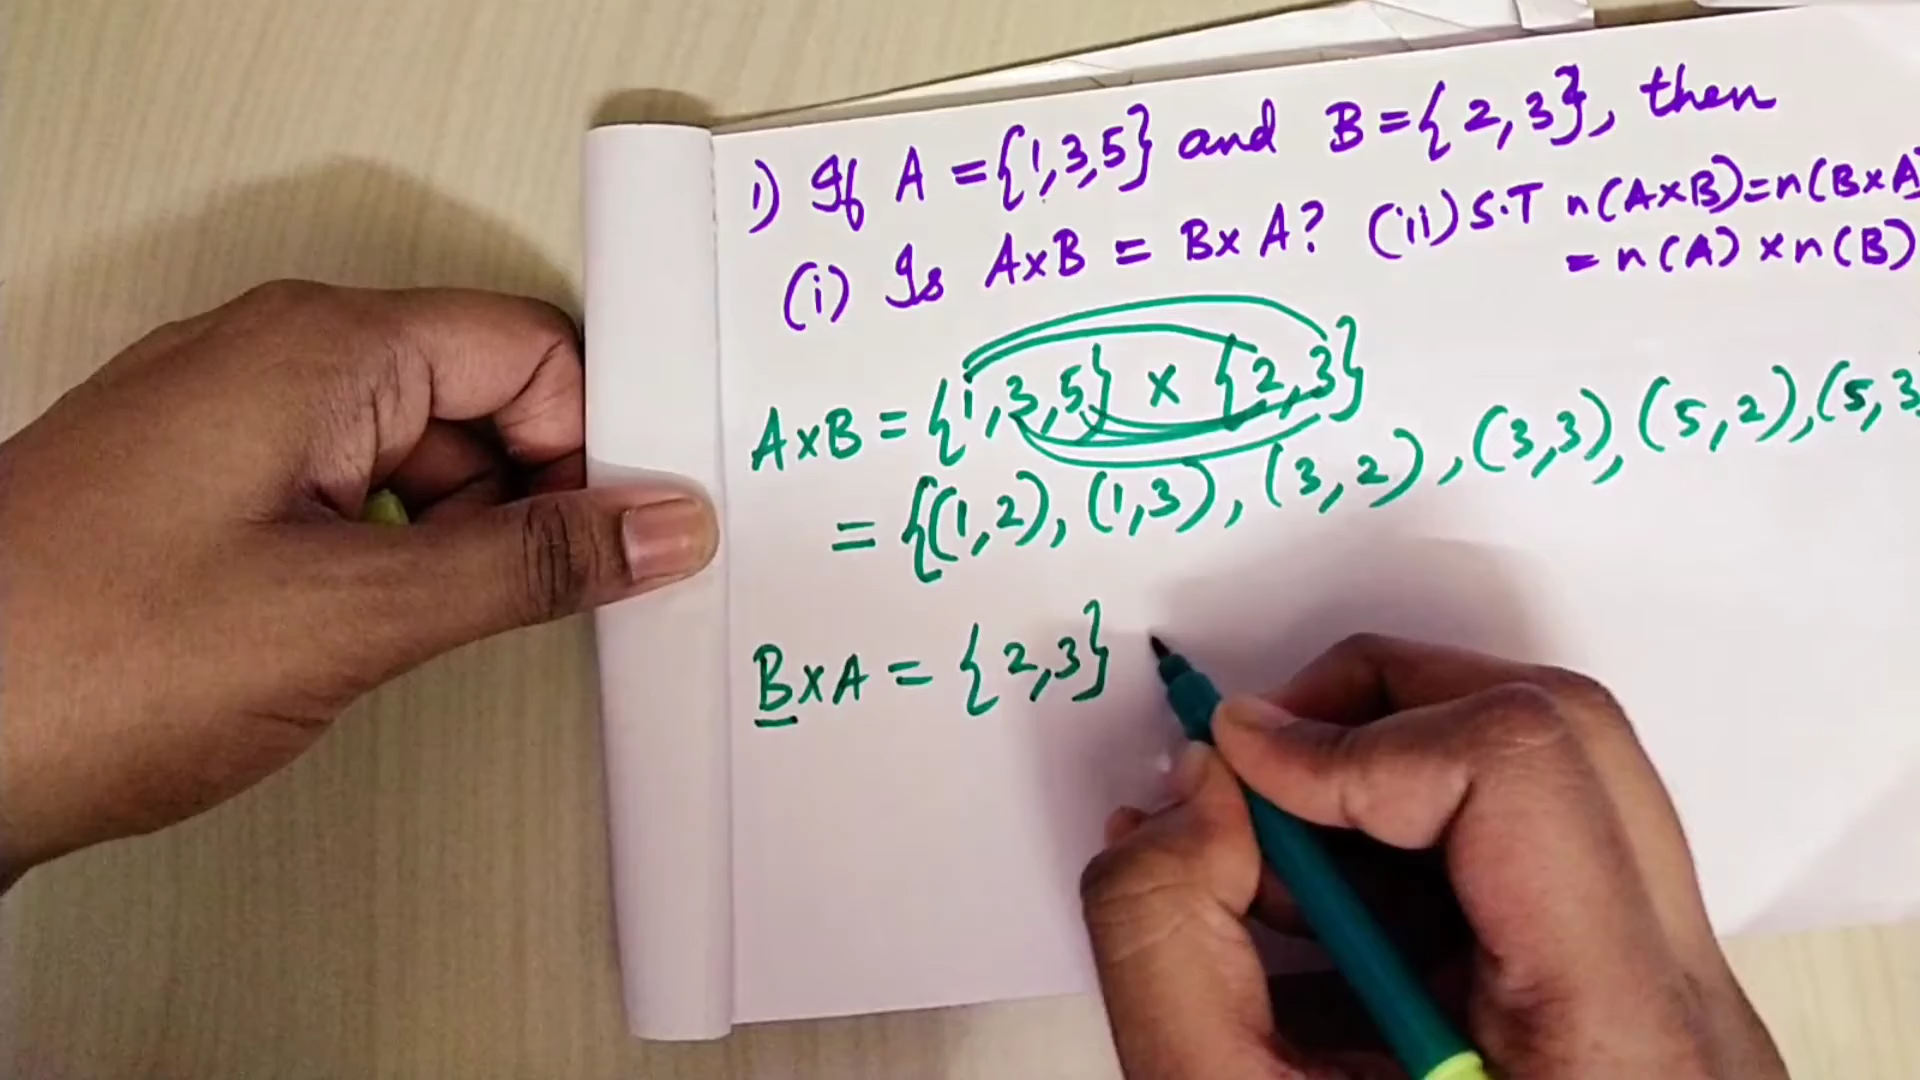 1) If A = {1,3,5} and B = {2,3}, then
(i) Is A×B = B×A? (ii) S.T n(A×B)=n(B×A)
= n(A) × n(B)
A×B = {1,3,5} × {2,3}
= {(1,2), (1,3), (3,2), (3,3), (5,2), (5,3
B×A = {2,3}